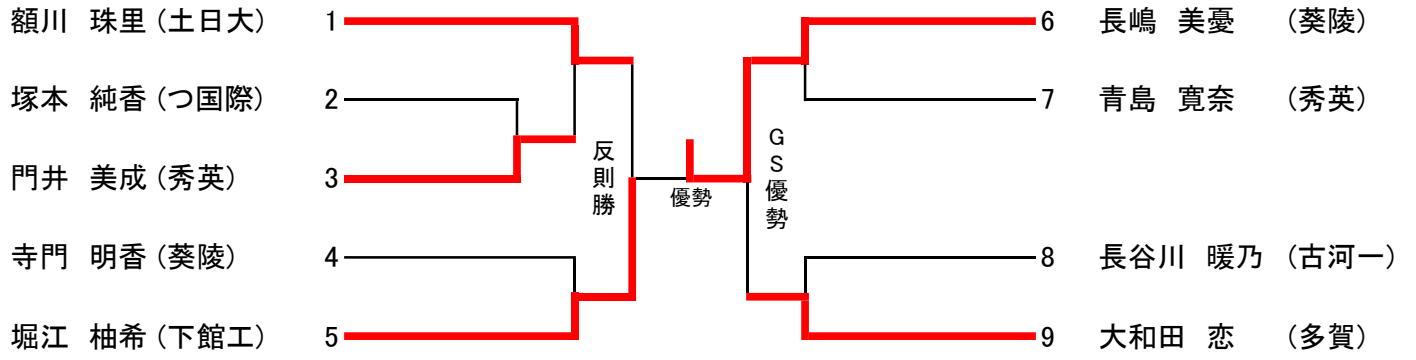 額川 珠里 (土日大) 1
塚本 純香 (つ国際) 2
門井 美成 (秀英) 3
寺門 明香 (葵陵) 4
堀江 柚希 (下館工) 5
反則勝
優勢
GS優勢
6 長嶋 美憂 (葵陵)
7 青島 寛奈 (秀英)
8 長谷川 暖乃 (古河一)
9 大和田 恋 (多賀)